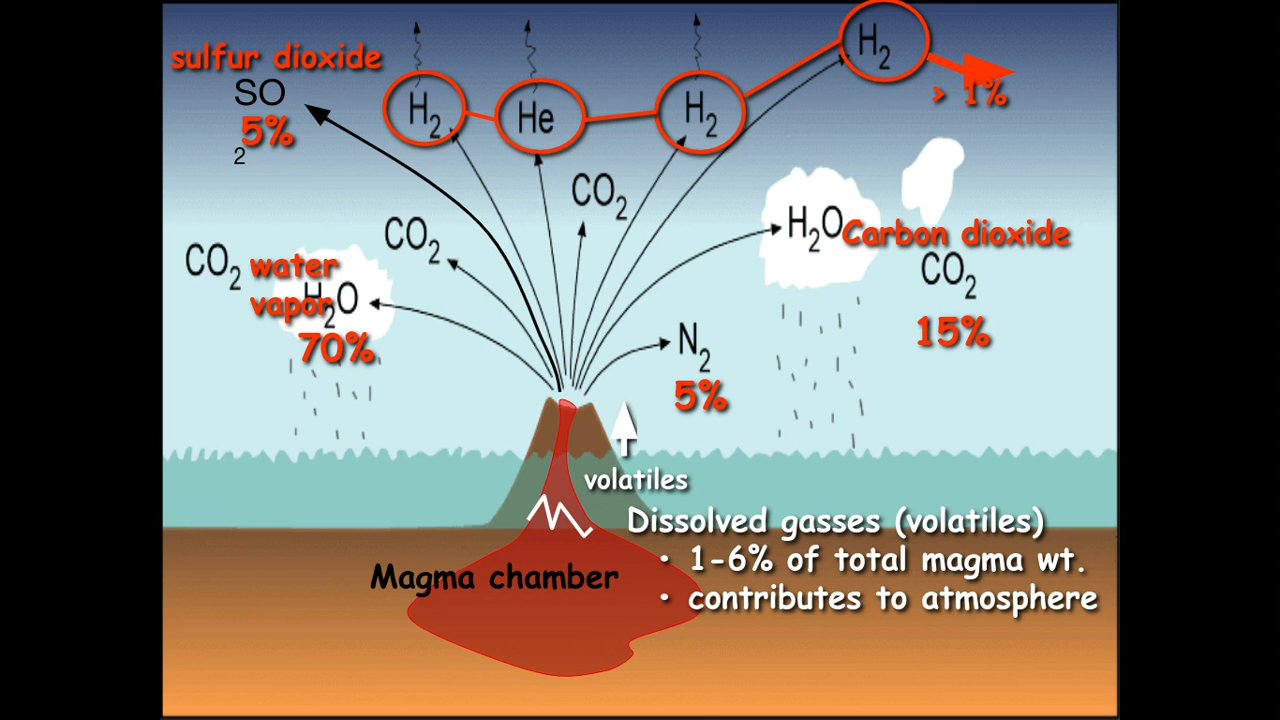 sulfur dioxide
SO
2
5%
H2
He
H2
H2
> 1%
CO2
CO2
CO2
water
vapor
H2O
70%
H2O
Carbon dioxide
CO2
15%
N2
5%
volatiles
Dissolved gasses (volatiles)
• 1-6% of total magma wt.
• contributes to atmosphere
Magma chamber